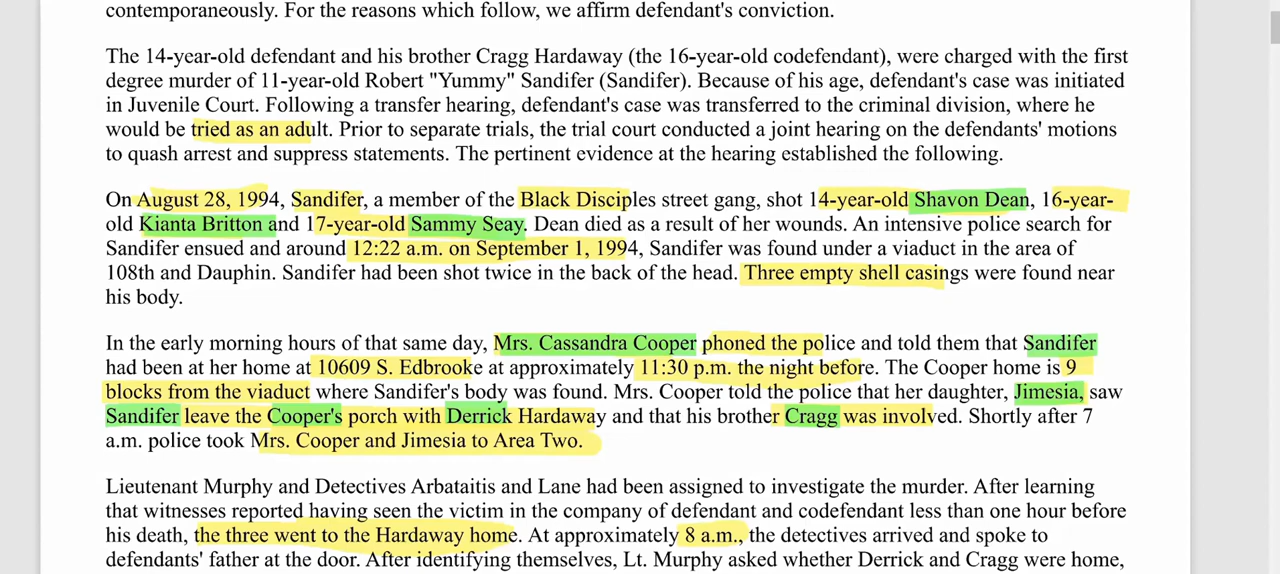 contemporaneously. For the reasons which follow, we affirm defendant's conviction.
The 14-year-old defendant and his brother Cragg Hardaway (the 16-year-old codefendant), were charged with the first
degree murder of 11-year-old Robert "Yummy" Sandifer (Sandifer). Because of his age, defendant's case was initiated
in Juvenile Court. Following a transfer hearing, defendant's case was transferred to the criminal division, where he
would be tried as an adult. Prior to separate trials, the trial court conducted a joint hearing on the defendants' motions
to quash arrest and suppress statements. The pertinent evidence at the hearing established the following.
On August 28, 1994, Sandifer, a member of the Black Disciples street gang, shot 14-year-old Shavon Dean, 16-year-
old Kianta Britton and 17-year-old Sammy Seay. Dean died as a result of her wounds. An intensive police search for
Sandifer ensued and around 12:22 a.m. on September 1, 1994, Sandifer was found under a viaduct in the area of
108th and Dauphin. Sandifer had been shot twice in the back of the head. Three empty shell casings were found near
his body.
In the early morning hours of that same day, Mrs. Cassandra Cooper phoned the police and told them that Sandifer
had been at her home at 10609 S. Edbrooke at approximately 11:30 p.m. the night before. The Cooper home is 9
blocks from the viaduct where Sandifer's body was found. Mrs. Cooper told the police that her daughter, Jimesia, saw
Sandifer leave the Cooper's porch with Derrick Hardaway and that his brother Cragg was involved. Shortly after 7
a.m. police took Mrs. Cooper and Jimesia to Area Two.
Lieutenant Murphy and Detectives Arbataitis and Lane had been assigned to investigate the murder. After learning
that witnesses reported having seen the victim in the company of defendant and codefendant less than one hour before
his death, the three went to the Hardaway home. At approximately 8 a.m., the detectives arrived and spoke to
defendants' father at the door. After identifying themselves, Lt. Murphy asked whether Derrick and Cragg were home,